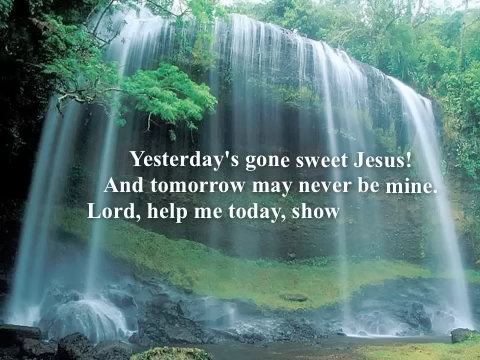 Yesterday's gone sweet Jesus!
And tomorrow may never be mine.
Lord, help me today, show